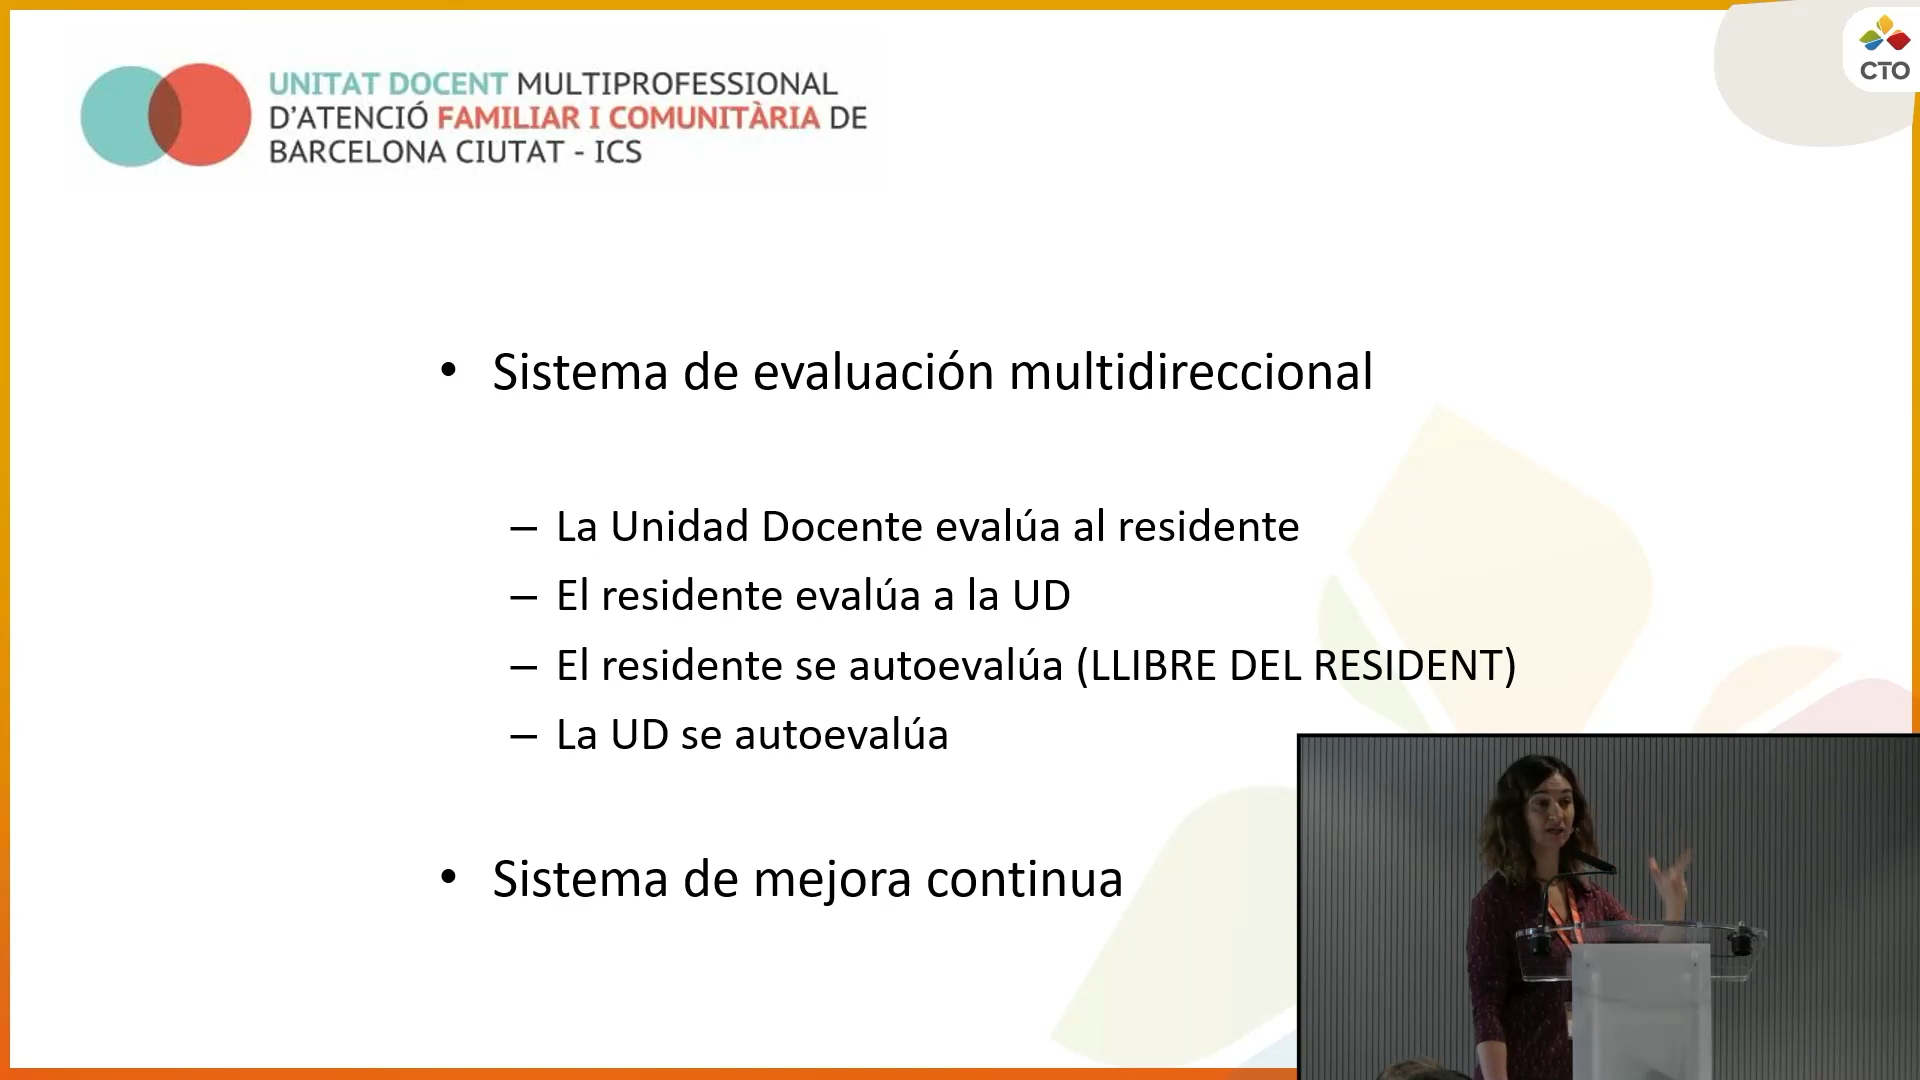 UNITAT DOCENT MULTIPROFESSIONAL
D'ATENCIÓ FAMILIAR I COMUNITÀRIA DE
BARCELONA CIUTAT - ICS
CTO
• Sistema de evaluación multidireccional
– La Unidad Docente evalúa al residente
– El residente evalúa a la UD
– El residente se autoevalúa (LLIBRE DEL RESIDENT)
– La UD se autoevalúa
• Sistema de mejora continua